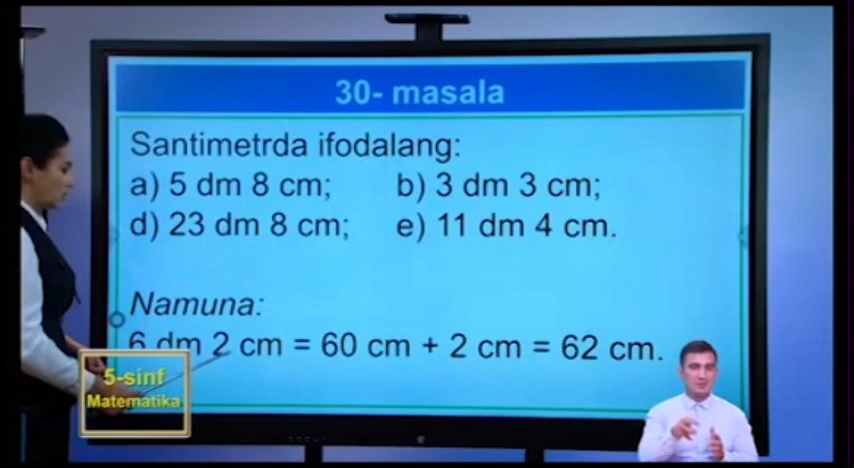 30- masala
Santimetrda ifodalang:
a) 5 dm 8 cm; b) 3 dm 3 cm;
d) 23 dm 8 cm; e) 11 dm 4 cm.
Namuna:
6 dm 2 cm = 60 cm + 2 cm = 62 cm.
5-sinf
Matematika